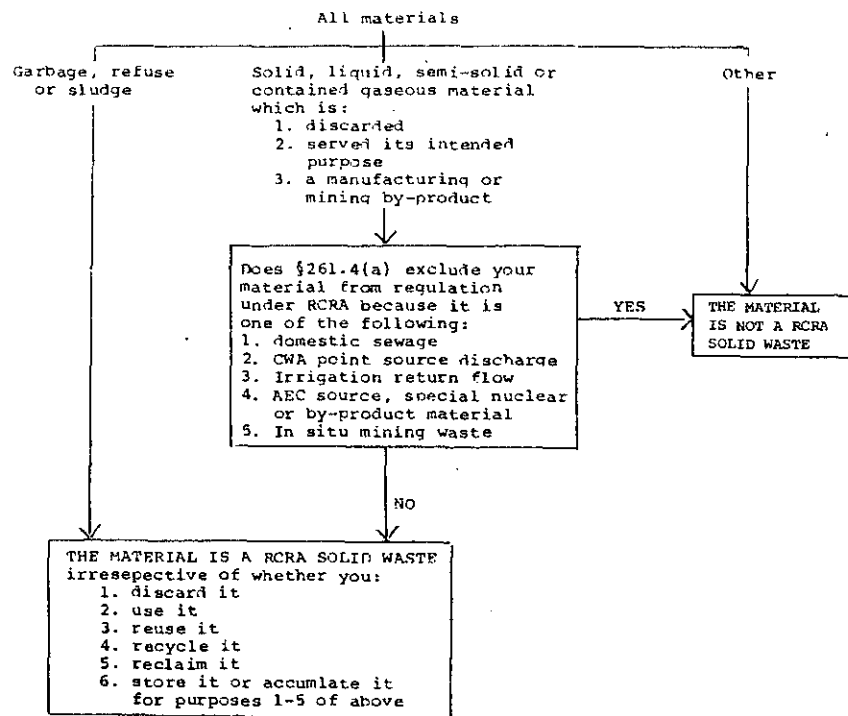 All materials
Garbage, refuse
or sludge
Solid, liquid, semi-solid or
contained gaseous material
which is:
1. discarded
2. served its intended
purpose
3. a manufacturing or
mining by-product
Other
Does §261.4(a) exclude your
material from regulation
under RCRA because it is
one of the following:
1. domestic sewage
2. CWA point source discharge
3. Irrigation return flow
4. AEC source, special nuclear
or by-product material
5. In situ mining waste
YES
THE MATERIAL
IS NOT A RCRA
SOLID WASTE
NO
THE MATERIAL IS A RCRA SOLID WASTE
irresepective of whether you:
1. discard it
2. use it
3. reuse it
4. recycle it
5. reclaim it
6. store it or accumlate it
for purposes 1-5 of above